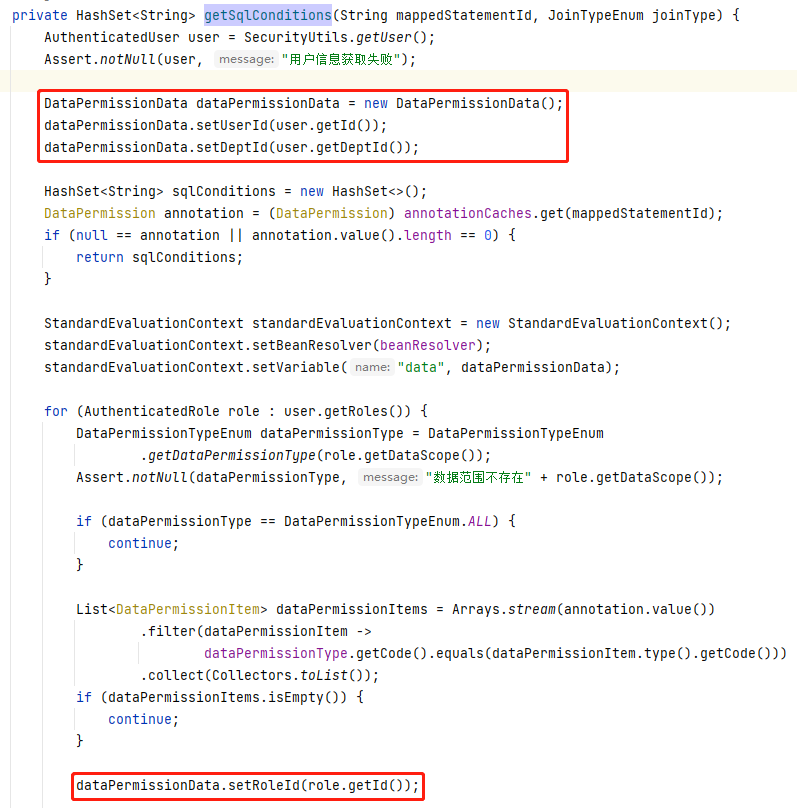 private HashSet<String> getSqlConditions(String mappedStatementId, JoinTypeEnum joinType) {
    AuthenticatedUser user = SecurityUtils.getUser();
    Assert.notNull(user, message: "用户信息获取失败");
    DataPermissionData dataPermissionData = new DataPermissionData();
    dataPermissionData.setUserId(user.getId());
    dataPermissionData.setDeptId(user.getDeptId());
    HashSet<String> sqlConditions = new HashSet<>();
    DataPermission annotation = (DataPermission) annotationCaches.get(mappedStatementId);
    if (null == annotation || annotation.value().length == 0) {
        return sqlConditions;
    }
    StandardEvaluationContext standardEvaluationContext = new StandardEvaluationContext();
    standardEvaluationContext.setBeanResolver(beanResolver);
    standardEvaluationContext.setVariable( name: "data", dataPermissionData);
    for (AuthenticatedRole role : user.getRoles()) {
        DataPermissionTypeEnum dataPermissionType = DataPermissionTypeEnum
                .getDataPermissionType(role.getDataScope());
        Assert.notNull(dataPermissionType, message: "数据范围不存在" + role.getDataScope());
        if (dataPermissionType == DataPermissionTypeEnum.ALL) {
            continue;
        }
        List<DataPermissionItem> dataPermissionItems = Arrays.stream(annotation.value())
                .filter(dataPermissionItem ->
                        dataPermissionType.getCode().equals(dataPermissionItem.type().getCode()))
                .collect(Collectors.toList());
        if (dataPermissionItems.isEmpty()) {
            continue;
        }
        dataPermissionData.setRoleId(role.getId());